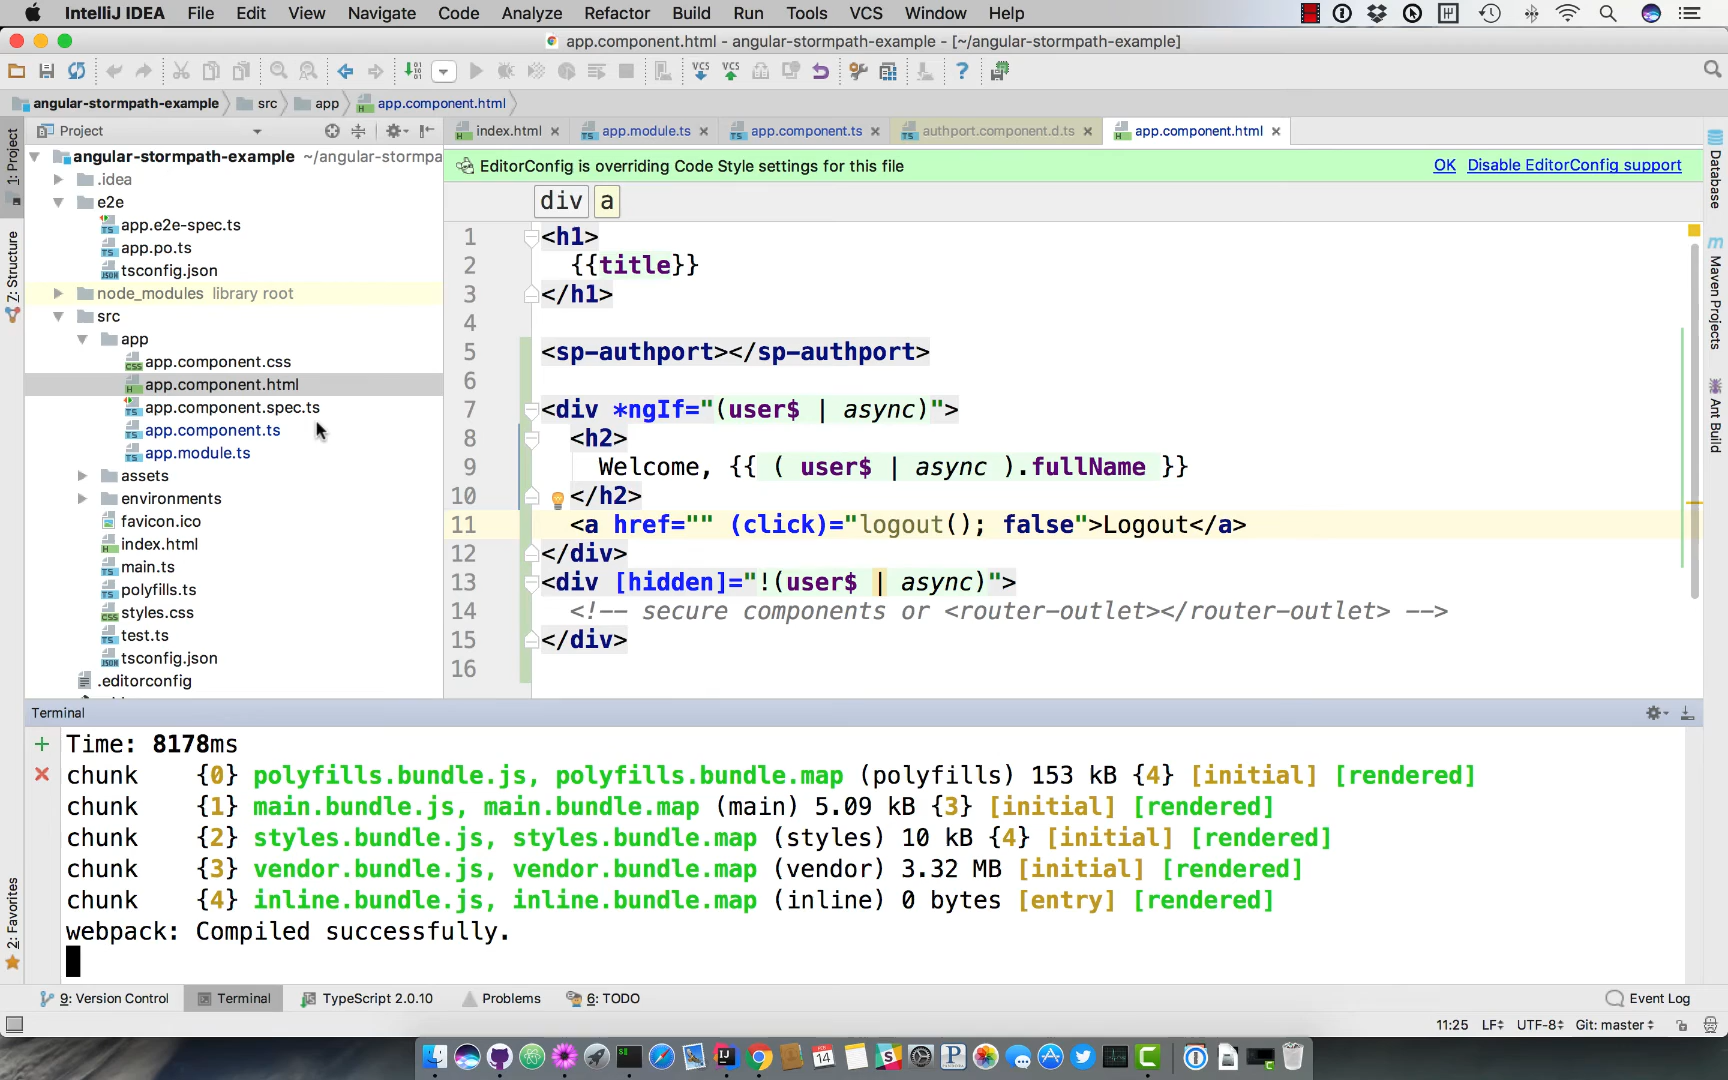 IntelliJ IDEA File Edit View Navigate Code Analyze Refactor Build Run Tools VCS Window Help
app.component.html - angular-stormpath-example - [~/angular-stormpath-example]
VCS VCS
angular-stormpath-example src app app.component.html
Project
index.html app.module.ts app.component.ts authport.component.d.ts app.component.html
EditorConfig is overriding Code Style settings for this file OK Disable EditorConfig support
div a
1: Project
7: Structure
2: Favorites
angular-stormpath-example ~/angular-stormpa
.idea
e2e
app.e2e-spec.ts
app.po.ts
tsconfig.json
node_modules library root
src
app
app.component.css
app.component.html
app.component.spec.ts
app.component.ts
app.module.ts
assets
environments
favicon.ico
index.html
main.ts
polyfills.ts
styles.css
test.ts
tsconfig.json
.editorconfig
1 <h1>
2 {{title}}
3 </h1>
4
5 <sp-authport></sp-authport>
6
7 <div *ngIf="(user$ | async)">
8 <h2>
9 Welcome, {{ ( user$ | async ).fullName }}
10 </h2>
11 <a href="" (click)="logout(); false">Logout</a>
12 </div>
13 <div [hidden]="!(user$ | async)">
14 <!-- secure components or <router-outlet></router-outlet> -->
15 </div>
16
Database
Maven Projects
Ant Build
Terminal
Time: 8178ms
chunk {0} polyfills.bundle.js, polyfills.bundle.map (polyfills) 153 kB {4} [initial] [rendered]
chunk {1} main.bundle.js, main.bundle.map (main) 5.09 kB {3} [initial] [rendered]
chunk {2} styles.bundle.js, styles.bundle.map (styles) 10 kB {4} [initial] [rendered]
chunk {3} vendor.bundle.js, vendor.bundle.map (vendor) 3.32 MB [initial] [rendered]
chunk {4} inline.bundle.js, inline.bundle.map (inline) 0 bytes [entry] [rendered]
webpack: Compiled successfully.
9: Version Control Terminal TypeScript 2.0.10 Problems 6: TODO Event Log
11:25 LF UTF-8 Git: master
14